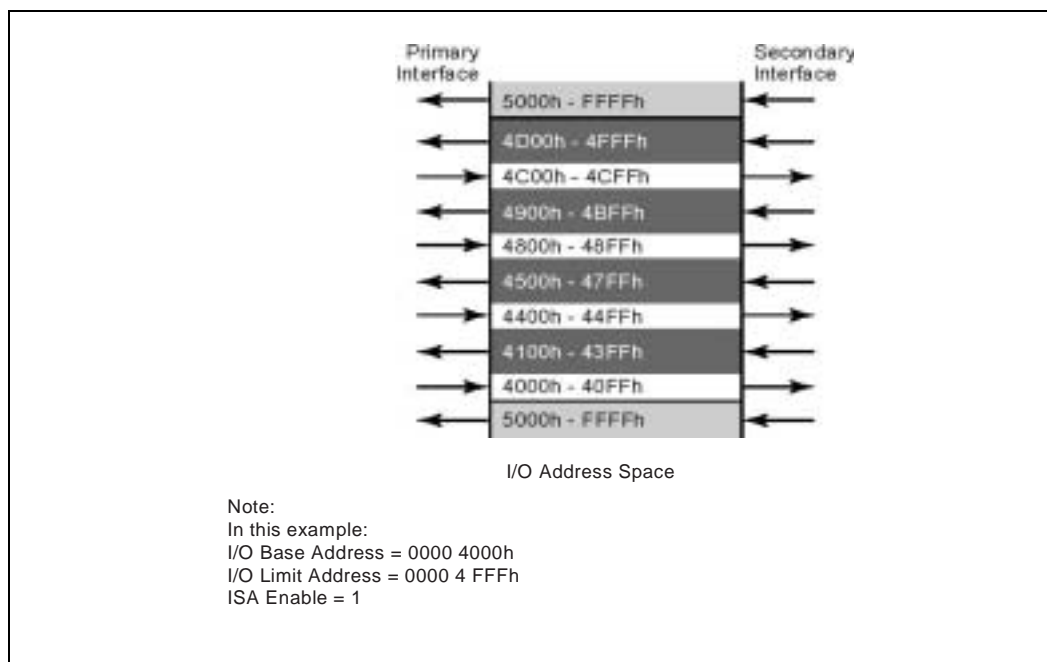 Primary Interface
Secondary Interface
5000h - FFFFh
4D00h - 4FFFh
4C00h - 4CFFh
4900h - 4BFFh
4800h - 48FFh
4500h - 47FFh
4400h - 44FFh
4100h - 43FFh
4000h - 40FFh
5000h - FFFFh
I/O Address Space
Note:
In this example:
I/O Base Address = 0000 4000h
I/O Limit Address = 0000 4 FFFh
ISA Enable = 1